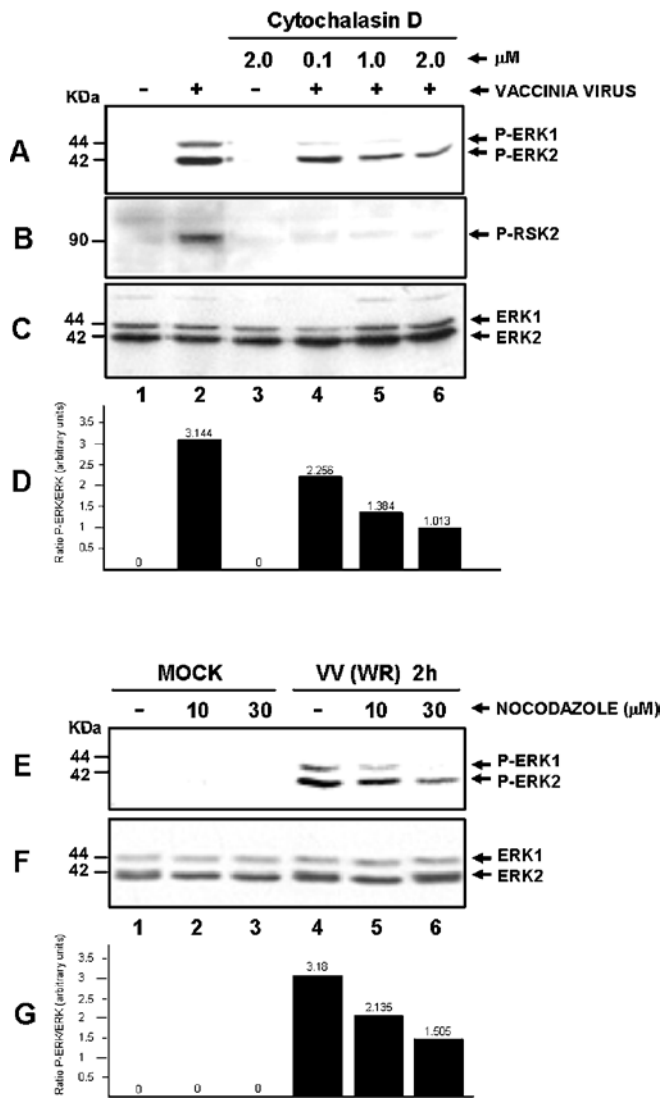 Cytochalasin D
2.0 0.1 1.0 2.0 μM
- + - + + + VACCINIA VIRUS
KDa
A
44
42
P-ERK1
P-ERK2
B
90
P-RSK2
C
44
42
ERK1
ERK2
1 2 3 4 5 6
D
Ratio P-ERK/ERK (arbitrary units)
3.5
3
2.5
2
1.5
1
0.5
0 3.144 0 2.256 1.384 1.013
MOCK VV (WR) 2h
- 10 30 - 10 30 NOCODAZOLE (μM)
KDa
E
44
42
P-ERK1
P-ERK2
F
44
42
ERK1
ERK2
1 2 3 4 5 6
G
Ratio P-ERK/ERK (arbitrary units)
3.5
3
2.5
2
1.5
1
0.5
0 0 0 3.18 2.135 1.505